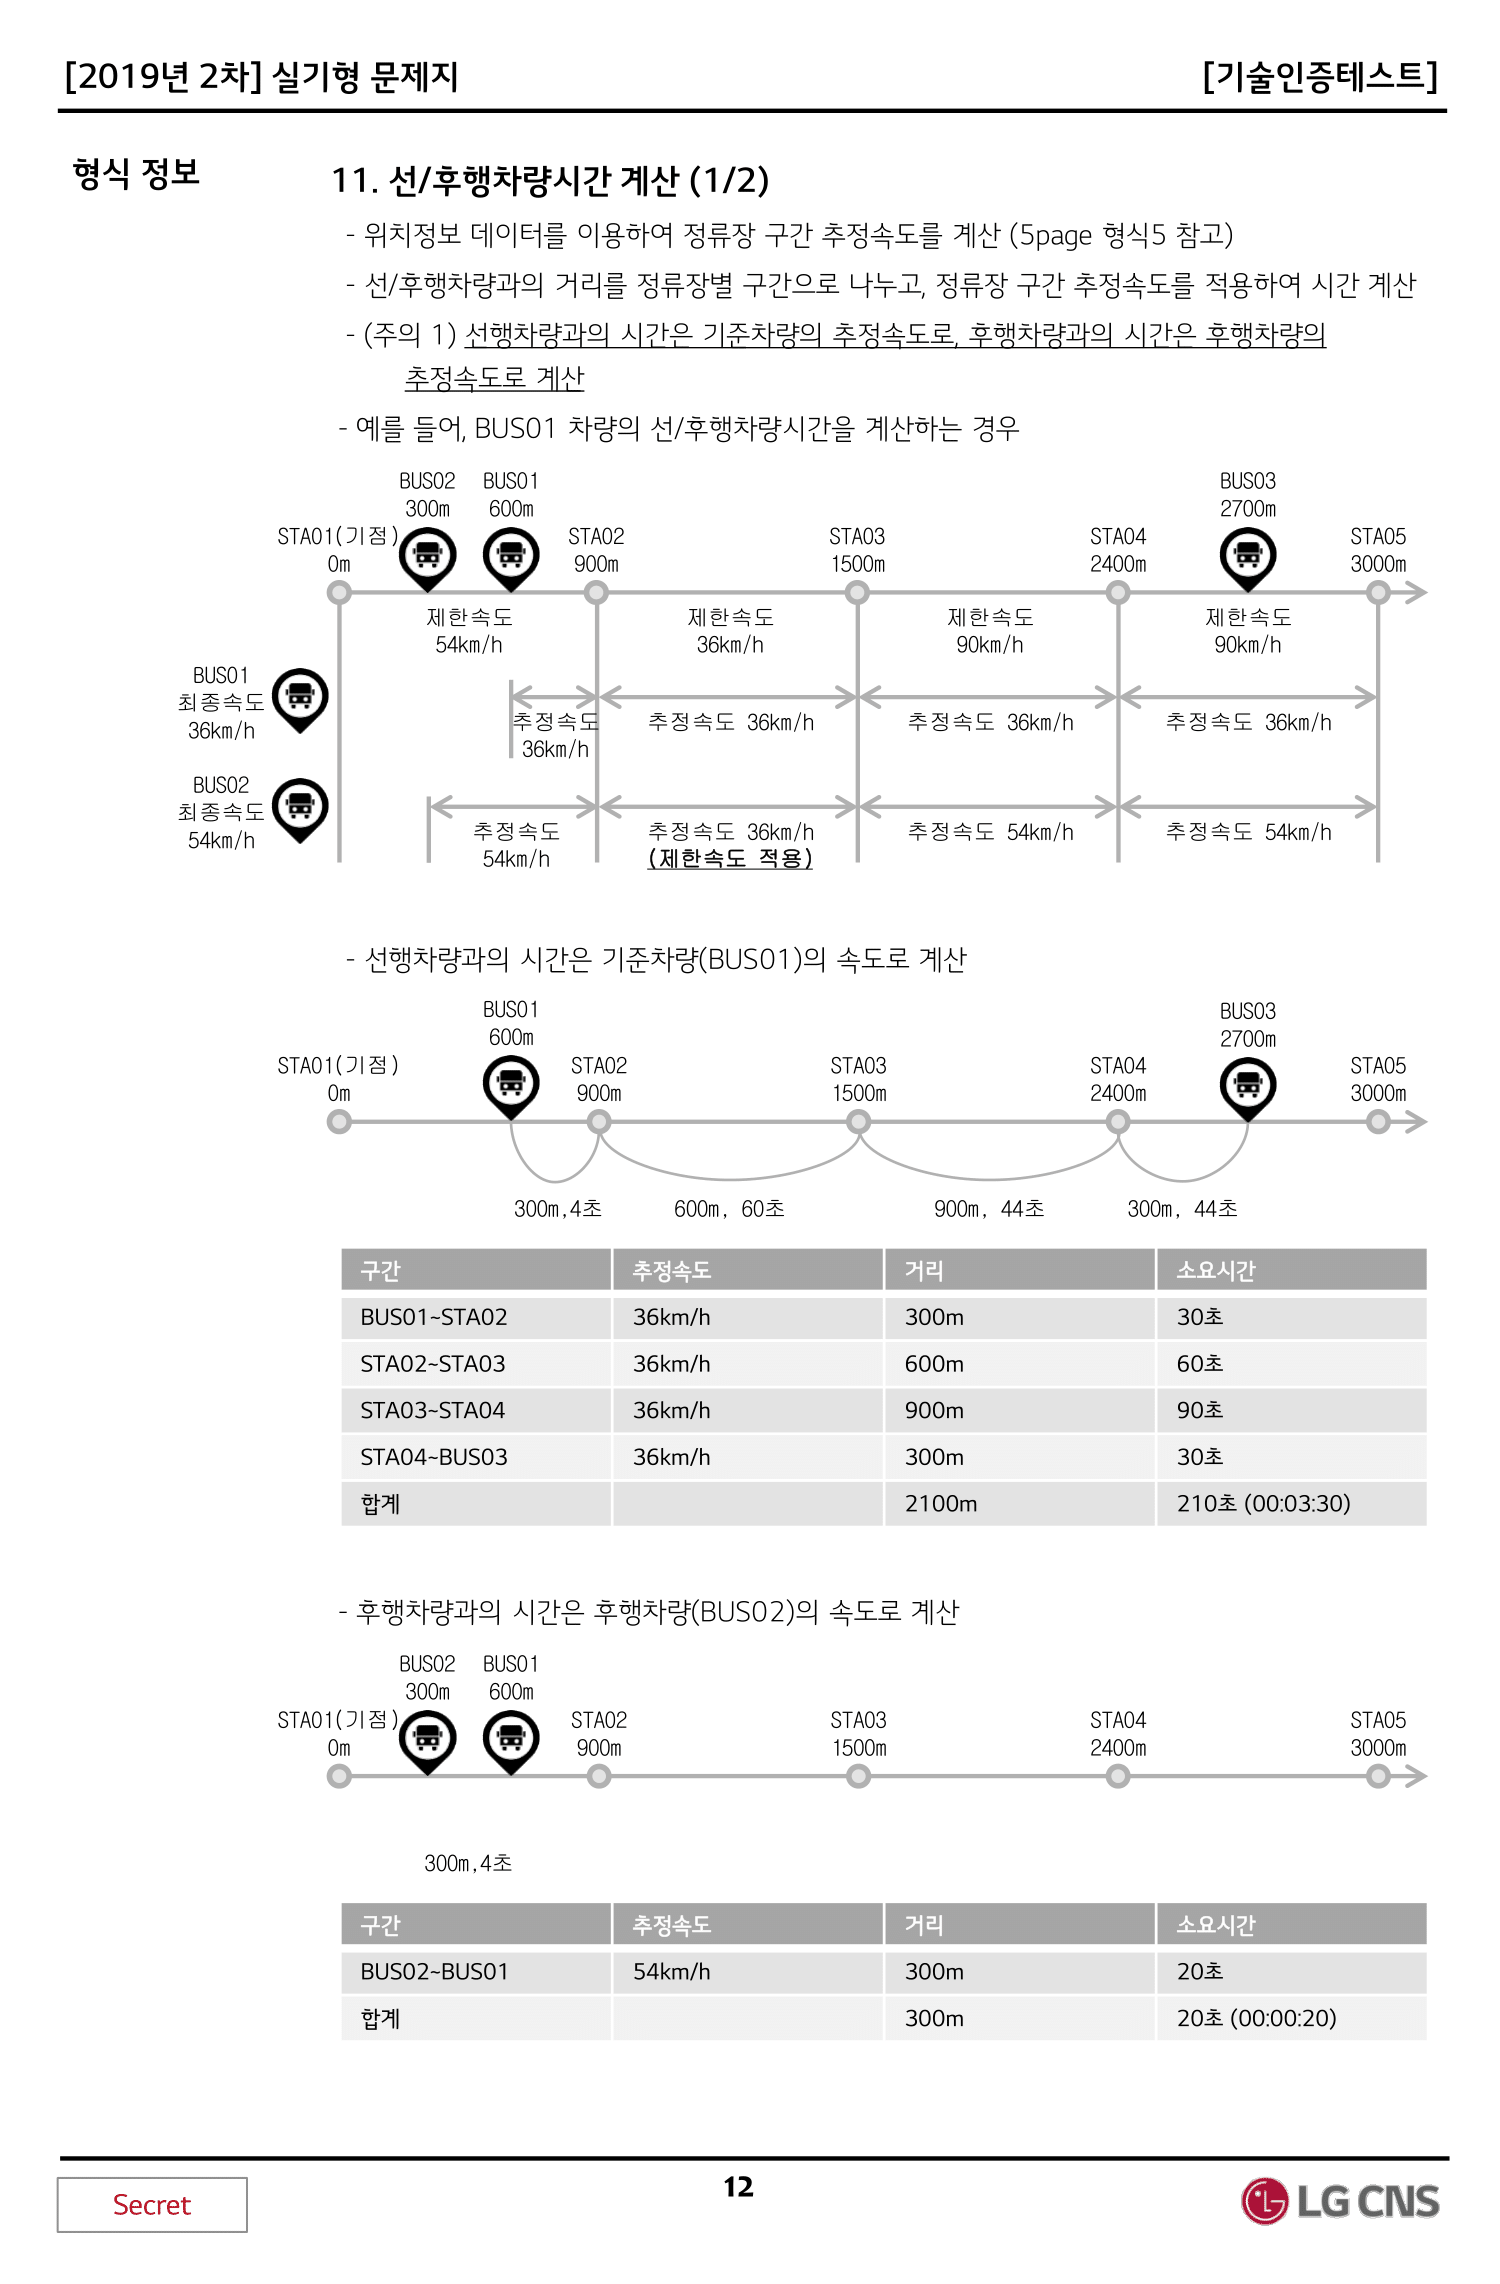 [2019년 2차] 실기형 문제지
[기술인증테스트]
형식 정보
11. 선/후행차량시간 계산 (1/2)
- 위치정보 데이터를 이용하여 정류장 구간 추정속도를 계산 (5page 형식5 참고)
- 선/후행차량과의 거리를 정류장별 구간으로 나누고, 정류장 구간 추정속도를 적용하여 시간 계산
- (주의 1) 선행차량과의 시간은 기준차량의 추정속도로, 후행차량과의 시간은 후행차량의
추정속도로 계산
- 예를 들어, BUS01 차량의 선/후행차량시간을 계산하는 경우
BUS02 BUS01 BUS03
300m 600m 2700m
STA01(기점) STA02 STA03 STA04 STA05
0m 900m 1500m 2400m 3000m
제한속도 제한속도 제한속도 제한속도
54km/h 36km/h 90km/h 90km/h
BUS01
최종속도
36km/h
추정속도 추정속도 36km/h 추정속도 36km/h 추정속도 36km/h
36km/h
BUS02
최종속도
54km/h
추정속도 추정속도 36km/h 추정속도 54km/h 추정속도 54km/h
54km/h (제한속도 적용)
- 선행차량과의 시간은 기준차량(BUS01)의 속도로 계산
BUS01 BUS03
600m 2700m
STA01(기점) STA02 STA03 STA04 STA05
0m 900m 1500m 2400m 3000m
300m,4초 600m, 60초 900m, 44초 300m, 44초
구간 추정속도 거리 소요시간
BUS01~STA02 36km/h 300m 30초
STA02~STA03 36km/h 600m 60초
STA03~STA04 36km/h 900m 90초
STA04~BUS03 36km/h 300m 30초
합계 2100m 210초 (00:03:30)
- 후행차량과의 시간은 후행차량(BUS02)의 속도로 계산
BUS02 BUS01
300m 600m
STA01(기점) STA02 STA03 STA04 STA05
0m 900m 1500m 2400m 3000m
300m,4초
구간 추정속도 거리 소요시간
BUS02~BUS01 54km/h 300m 20초
합계 300m 20초 (00:00:20)
Secret
12
LG CNS